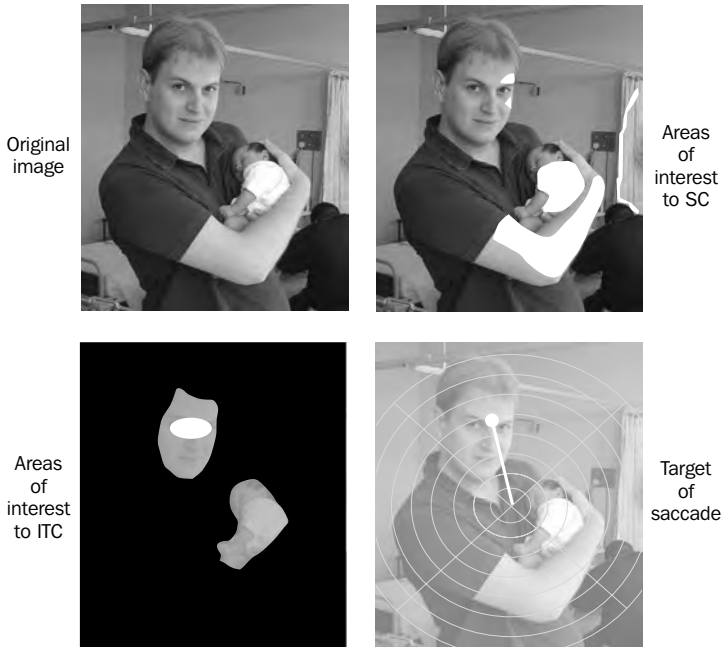 Original
image
Areas
of
interest
to SC
Areas
of
interest
to ITC
Target
of
saccade